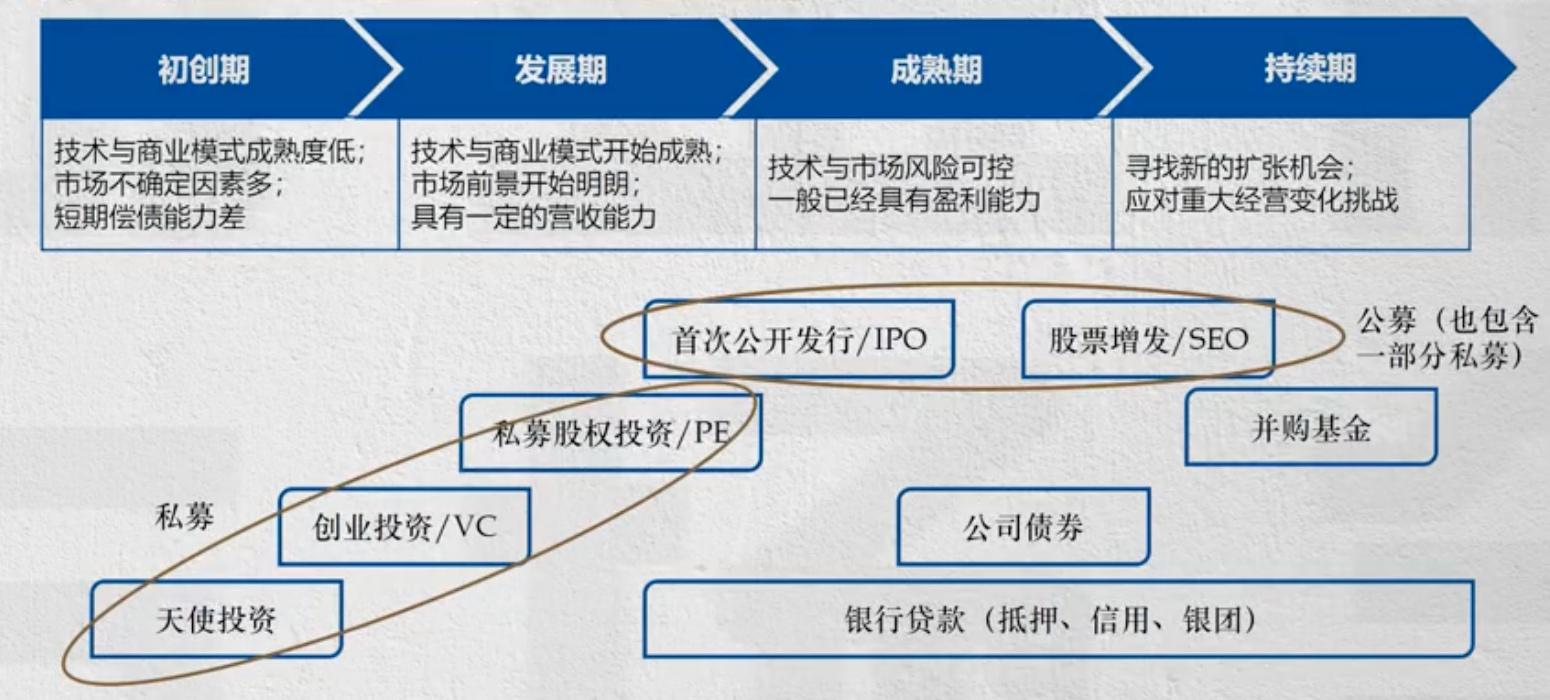 初创期
发展期
成熟期
持续期
技术与商业模式成熟度低；
市场不确定因素多；
短期偿债能力差
技术与商业模式开始成熟；
市场前景开始明朗；
具有一定的营收能力
技术与市场风险可控
一般已经具有盈利能力
寻找新的扩张机会；
应对重大经营变化挑战
首次公开发行/IPO
股票增发/SEO
公募（也包含
一部分私募）
私募股权投资/PE
并购基金
私募
创业投资/VC
公司债券
天使投资
银行贷款（抵押、信用、银团）